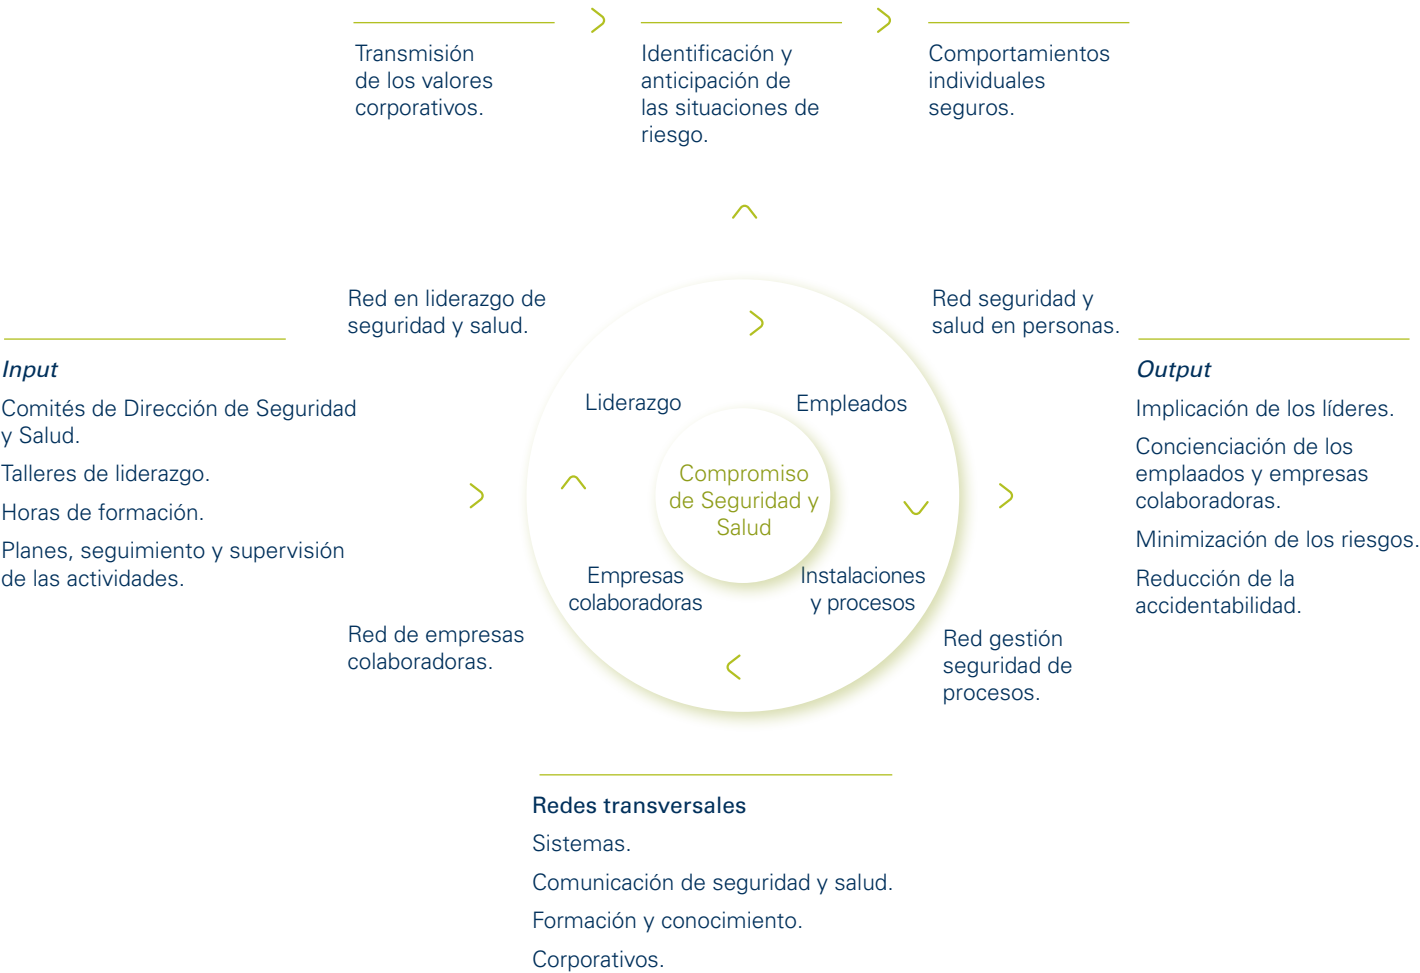 Transmisión
de los valores
corporativos.
Identificación y
anticipación de
las situaciones de
riesgo.
Comportamientos
individuales
seguros.
Red en liderazgo de
seguridad y salud.
Red seguridad y
salud en personas.
Input
Comités de Dirección de Seguridad
y Salud.
Talleres de liderazgo.
Horas de formación.
Planes, seguimiento y supervisión
de las actividades.
Liderazgo
Empleados
Compromiso
de Seguridad y
Salud
Empresas
colaboradoras
Instalaciones
y procesos
Output
Implicación de los líderes.
Concienciación de los
emplaados y empresas
colaboradoras.
Minimización de los riesgos.
Reducción de la
accidentabilidad.
Red de empresas
colaboradoras.
Red gestión
seguridad de
procesos.
Redes transversales
Sistemas.
Comunicación de seguridad y salud.
Formación y conocimiento.
Corporativos.